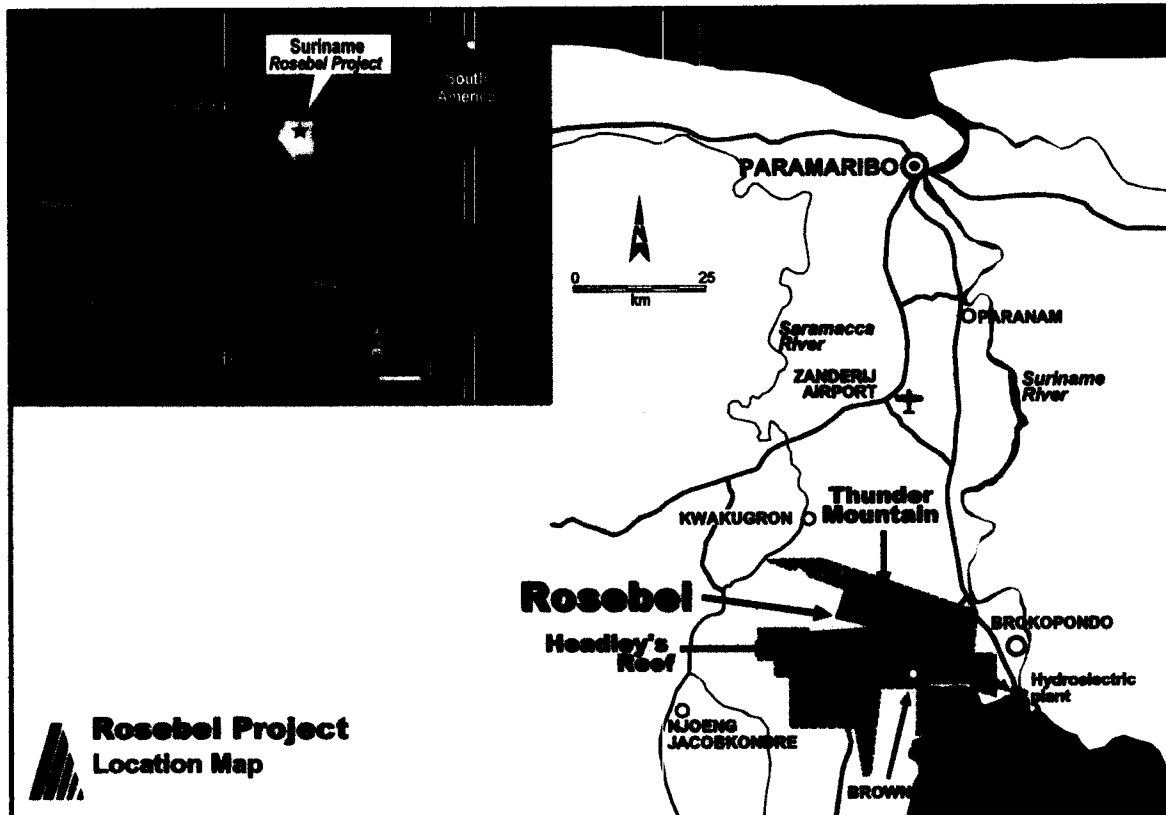 Suriname
Rosebel Project
South
America
PARAMARIBO
N
0 25
km
PARANAM
Saramacca
River
ZANDERIJ
AIRPORT
Suriname
River
Thunder
Mountain
KWAKUGRON
Rosebel
BROKOPONDO
Headley's
Reef
Hydroelectric
plant
NJOENG
JACOBKONDRE
BROWN
Rosebel Project
Location Map